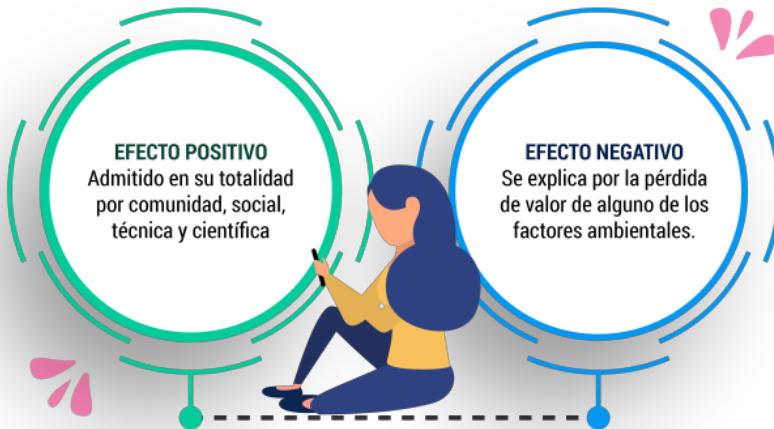 EFECTO POSITIVO
Admitido en su totalidad
por comunidad, social,
técnica y científica
EFECTO NEGATIVO
Se explica por la pérdida
de valor de alguno de los
factores ambientales.